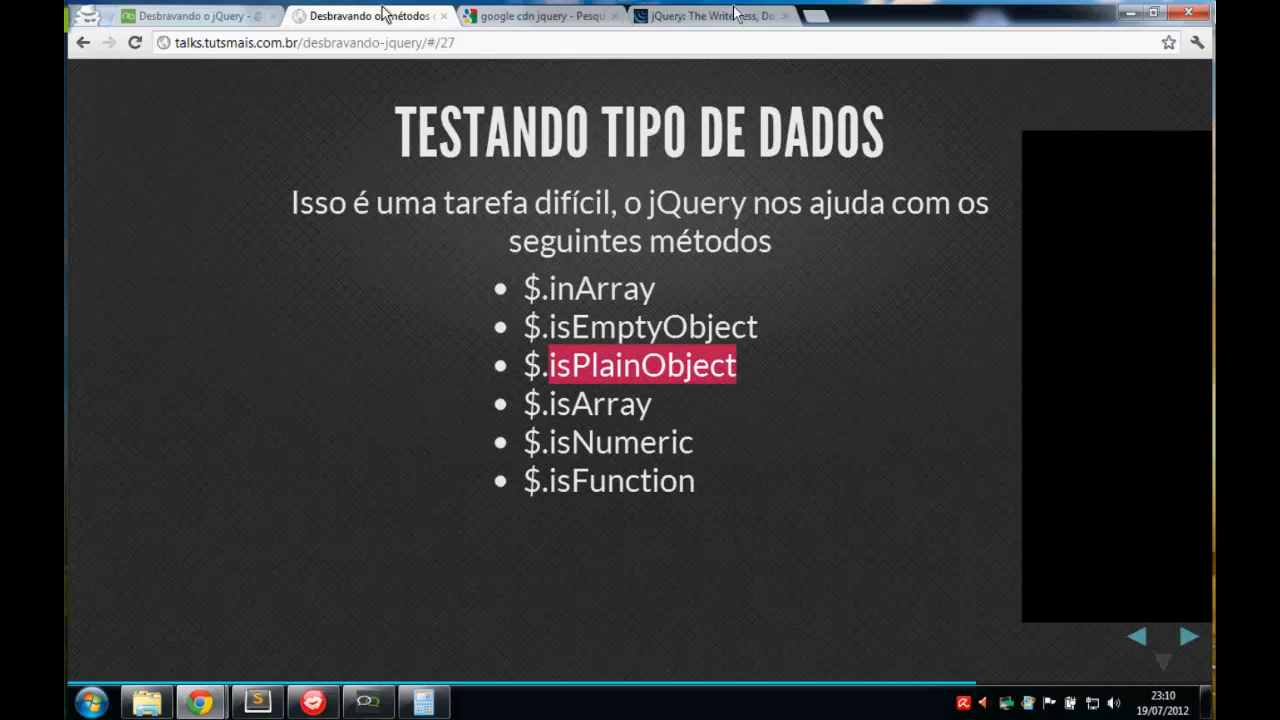 Desbravando o jQuery -
Desbravando o métodos
google cdn jquery - Pesqu
jQuery: The Write Less, Do
talks.tutsmais.com.br/desbravando-jquery/#/27
TESTANDO TIPO DE DADOS
Isso é uma tarefa difícil, o jQuery nos ajuda com os
seguintes métodos
• $.inArray
• $.isEmptyObject
• $.isPlainObject
• $.isArray
• $.isNumeric
• $.isFunction
23:10
19/07/2012